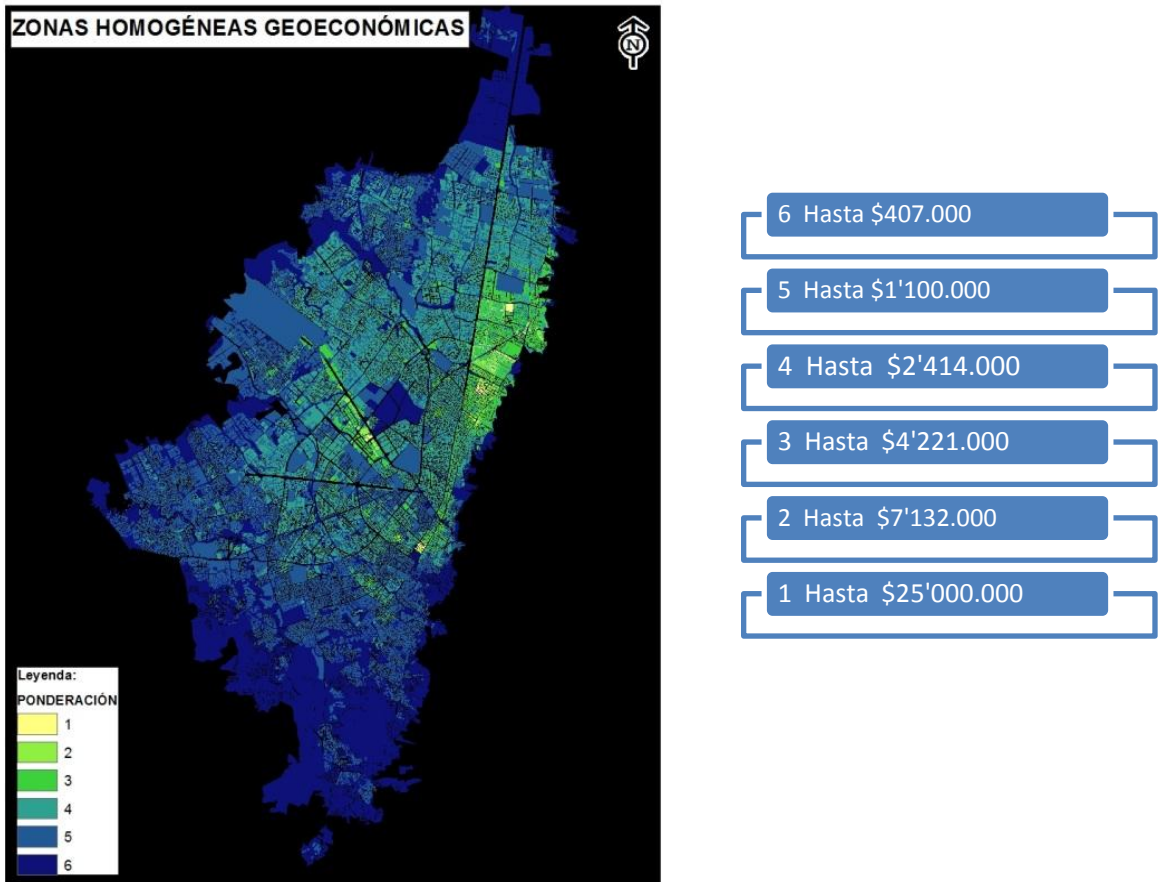 ZONAS HOMOGÉNEAS GEOECONÓMICAS
N
Leyenda:
PONDERACIÓN
1
2
3
4
5
6
6 Hasta $407.000
5 Hasta $1'100.000
4 Hasta $2'414.000
3 Hasta $4'221.000
2 Hasta $7'132.000
1 Hasta $25'000.000